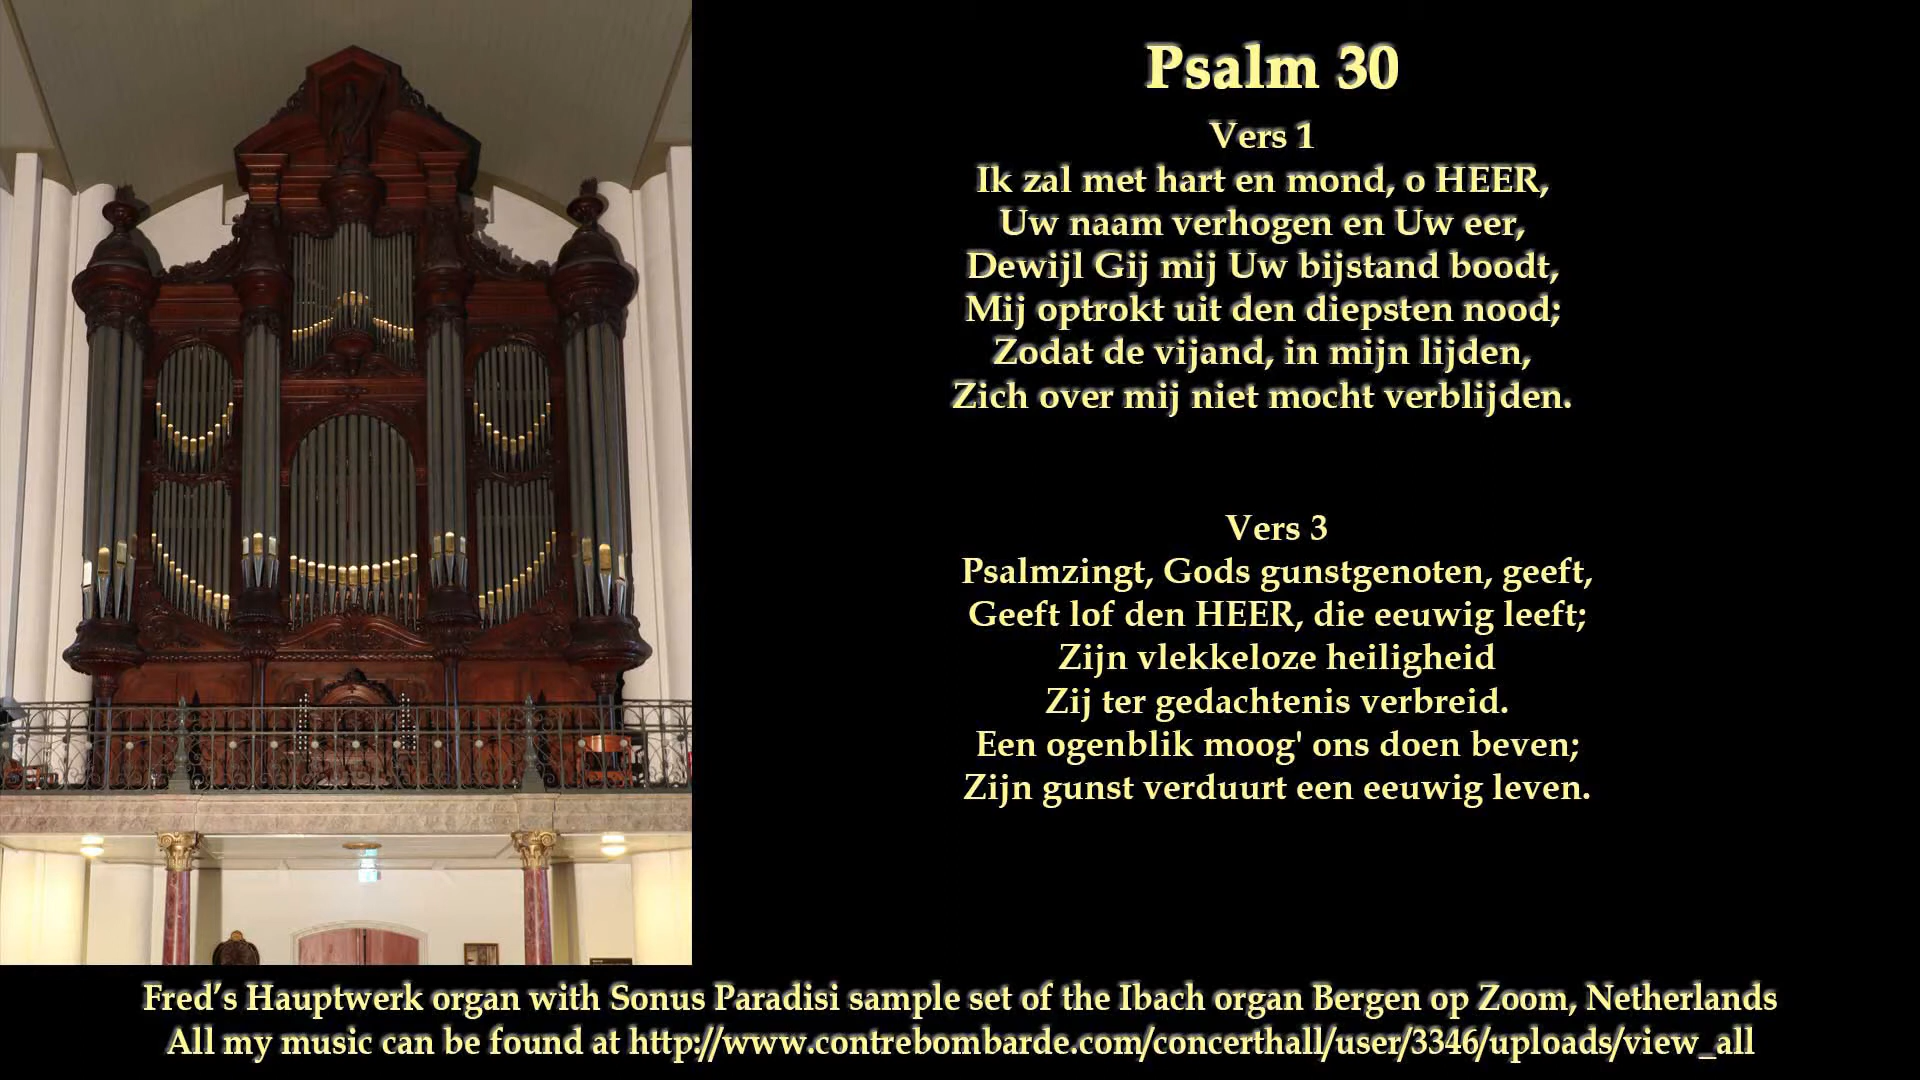 Psalm 30
Vers 1
Ik zal met hart en mond, o HEER,
Uw naam verhogen en Uw eer,
Dewijl Gij mij Uw bijstand boodt,
Mij optrokt uit den diepsten nood;
Zodat de vijand, in mijn lijden,
Zich over mij niet mocht verblijden.
Vers 3
Psalmzingt, Gods gunstgenoten, geeft,
Geeft lof den HEER, die eeuwig leeft;
Zijn vlekkeloze heiligheid
Zij ter gedachtenis verbreid.
Een ogenblik moog' ons doen beven;
Zijn gunst verduurt een eeuwig leven.
Fred’s Hauptwerk organ with Sonus Paradisi sample set of the Ibach organ Bergen op Zoom, Netherlands
All my music can be found at http://www.contrebombarde.com/concerthall/user/3346/uploads/view_all